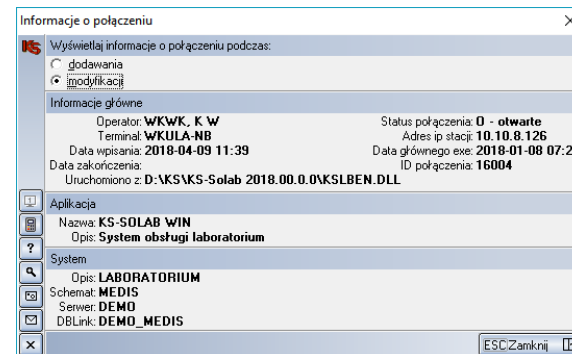 Informacje o połączeniu
KS Wyświetlaj informacje o połączeniu podczas:
dodawania
modyfikacji
Informacje główne
Operator: WKWK, K W Status połączenia: O - otwarte
Terminal: WKULA-NB Adres ip stacji: 10.10.8.126
Data wpisania: 2018-04-09 11:39 Data głównego exe: 2018-01-08 07:2
Data zakończenia: ID połączenia: 16004
Uruchomiono z: D:\KS\KS-Solab 2018.00.0.0\KSLBEN.DLL
Aplikacja
Nazwa: KS-SOLAB WIN
Opis: System obsługi laboratorium
System
Opis: LABORATORIUM
Schemat: MEDIS
Serwer: DEMO
DBLink: DEMO_MEDIS
ESC Zamknij